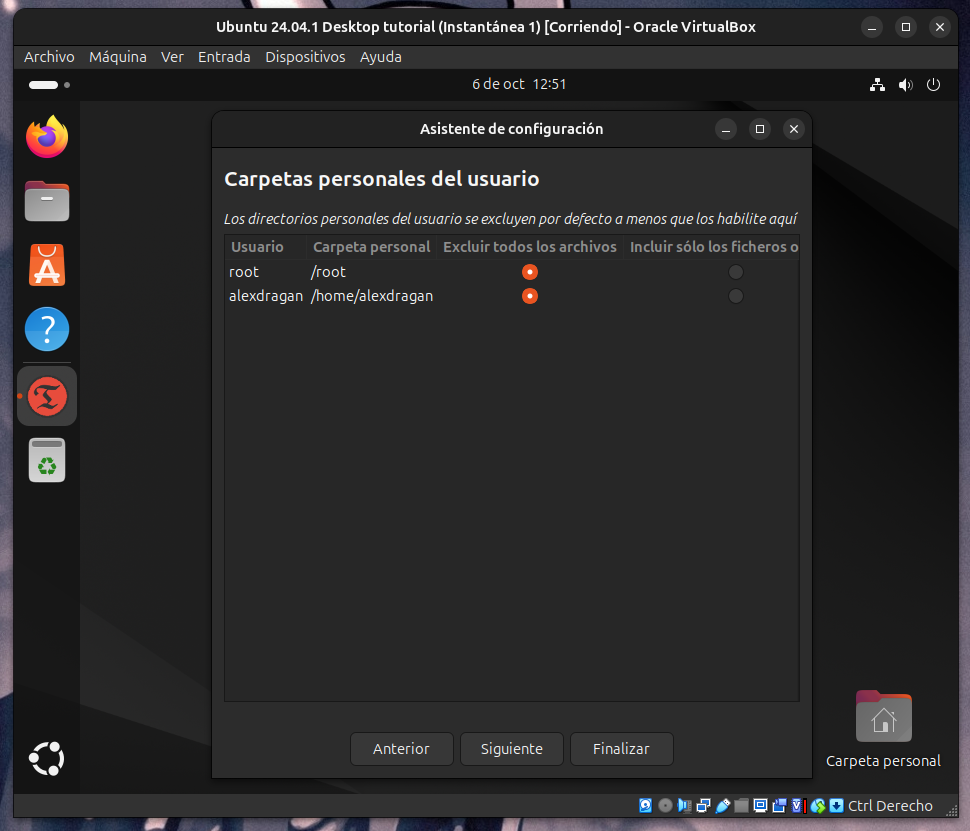 Ubuntu 24.04.1 Desktop tutorial (Instantánea 1) [Corriendo] - Oracle VirtualBox
Archivo Máquina Ver Entrada Dispositivos Ayuda
6 de oct 12:51
Asistente de configuración
Carpetas personales del usuario
Los directorios personales del usuario se excluyen por defecto a menos que los habilite aquí
Usuario Carpeta personal Excluir todos los archivos Incluir sólo los ficheros o
root /root
alexdragan /home/alexdragan
Anterior Siguiente Finalizar
Carpeta personal
Ctrl Derecho